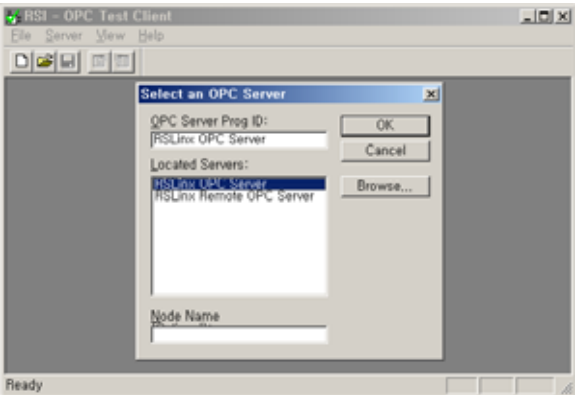 RSI - OPC Test Client
File Server View Help
Select an OPC Server
OPC Server Prog ID:
RSLinx OPC Server
OK
Cancel
Located Servers:
RSLinx OPC Server
RSLinx Remote OPC Server
Browse...
Node Name
Ready